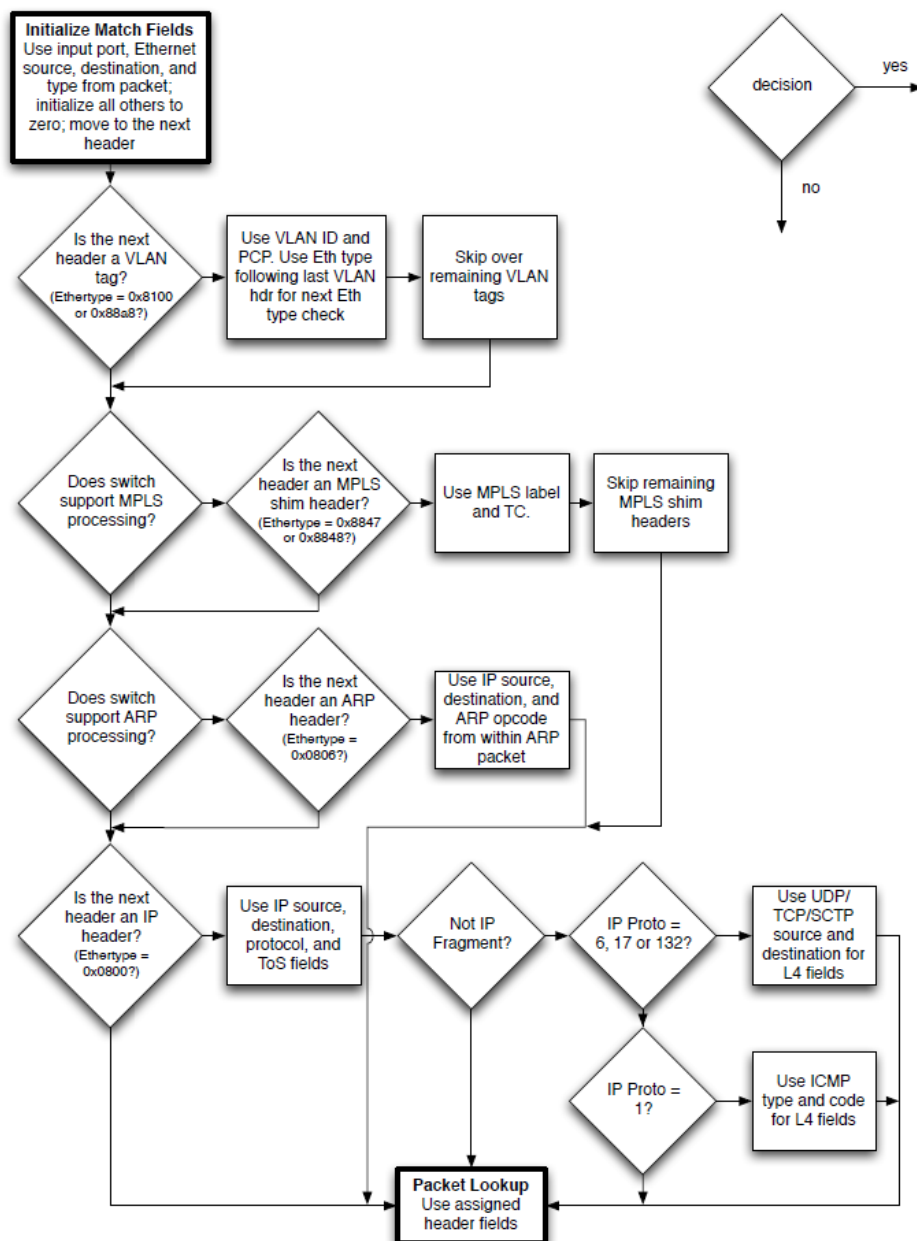 Initialize Match Fields
Use input port, Ethernet
source, destination, and
type from packet;
initialize all others to
zero; move to the next
header
decision
yes
no
Is the next
header a VLAN
tag?
(Ethertype = 0x8100
or 0x88a8?)
Use VLAN ID and
PCP. Use Eth type
following last VLAN
hdr for next Eth
type check
Skip over
remaining VLAN
tags
Does switch
support MPLS
processing?
Is the next
header an MPLS
shim header?
(Ethertype = 0x8847
or 0x8848?)
Use MPLS label
and TC.
Skip remaining
MPLS shim
headers
Does switch
support ARP
processing?
Is the next
header an ARP
header?
(Ethertype =
0x0806?)
Use IP source,
destination, and
ARP opcode
from within ARP
packet
Is the next
header an IP
header?
(Ethertype =
0x0800?)
Use IP source,
destination,
protocol, and
ToS fields
Not IP
Fragment?
IP Proto =
6, 17 or 132?
Use UDP/
TCP/SCTP
source and
destination for
L4 fields
IP Proto =
1?
Use ICMP
type and code
for L4 fields
Packet Lookup
Use assigned
header fields